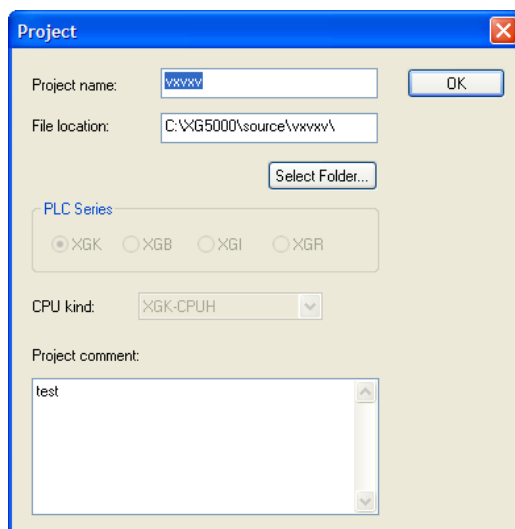 Project
Project name:
vxvxv
OK
File location:
C:\XG5000\source\vxvxv\
Select Folder...
PLC Series
XGK XGB XGI XGR
CPU kind:
XGK-CPUH
Project comment:
test